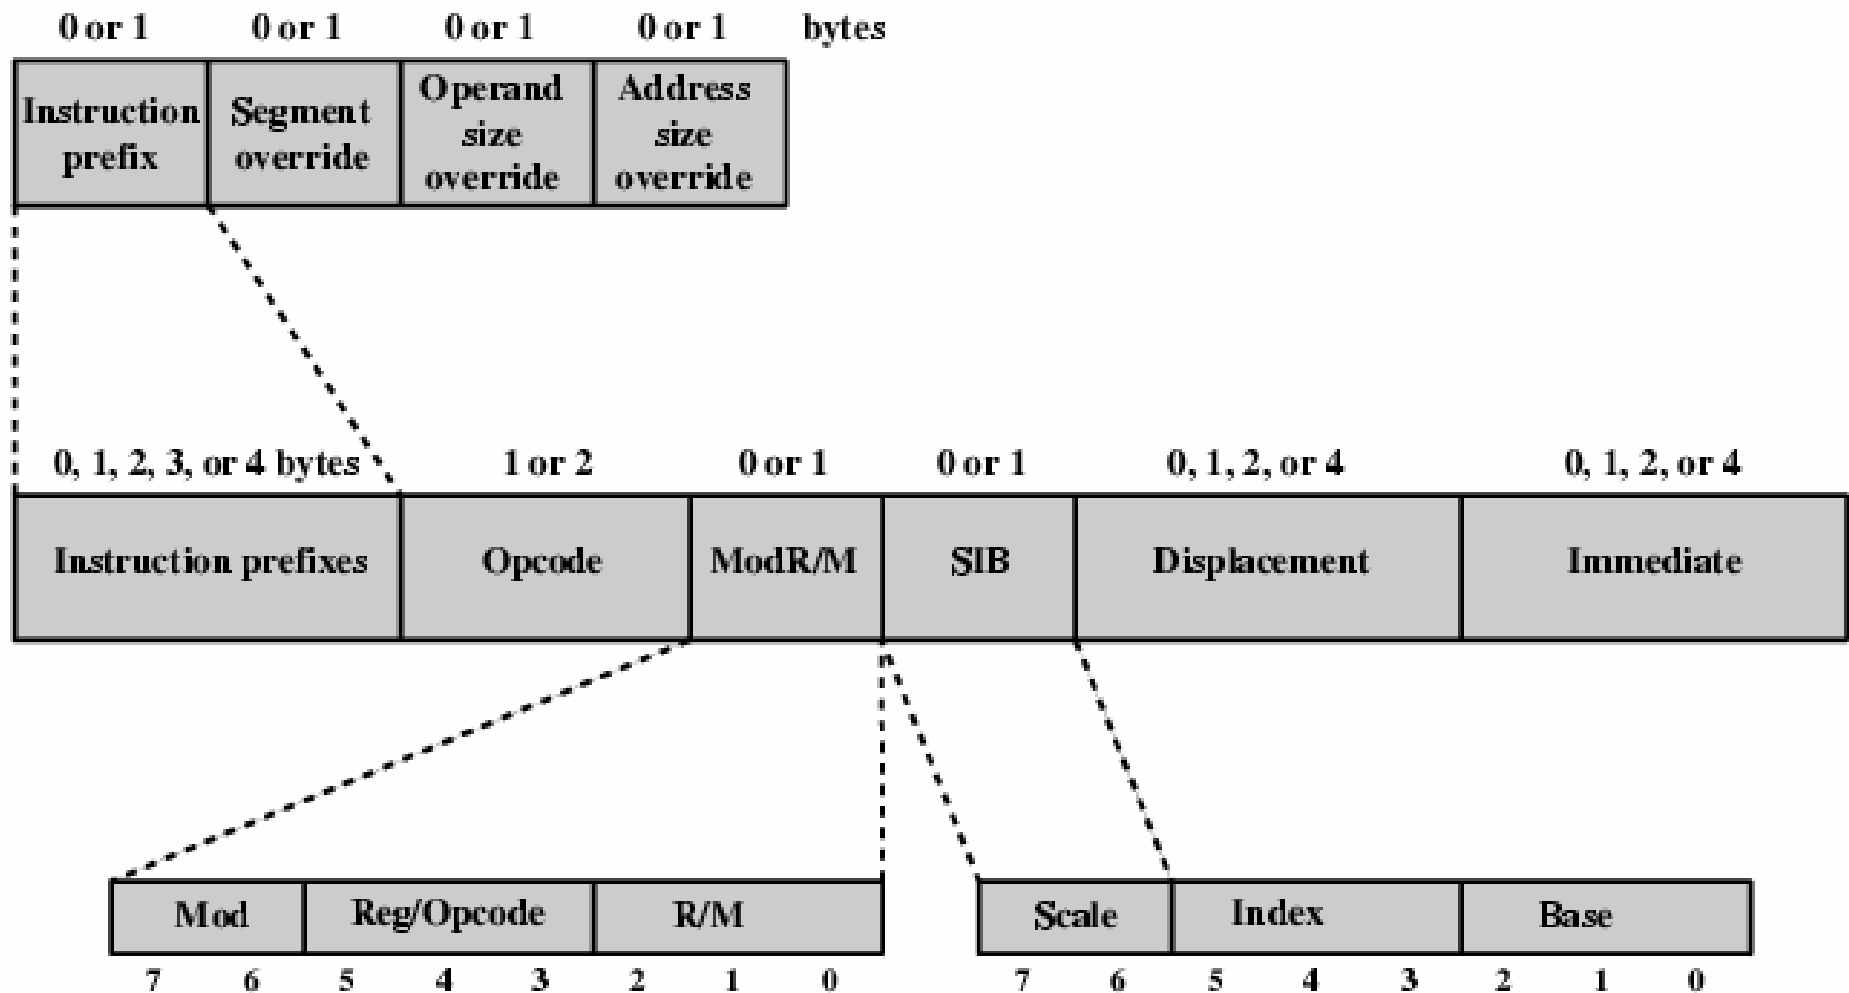 0 or 1 0 or 1 0 or 1 0 or 1 bytes
Instruction prefix
Segment override
Operand size override
Address size override
0, 1, 2, 3, or 4 bytes 1 or 2 0 or 1 0 or 1 0, 1, 2, or 4 0, 1, 2, or 4
Instruction prefixes Opcode ModR/M SIB Displacement Immediate
Mod Reg/Opcode R/M Scale Index Base
7 6 5 4 3 2 1 0 7 6 5 4 3 2 1 0